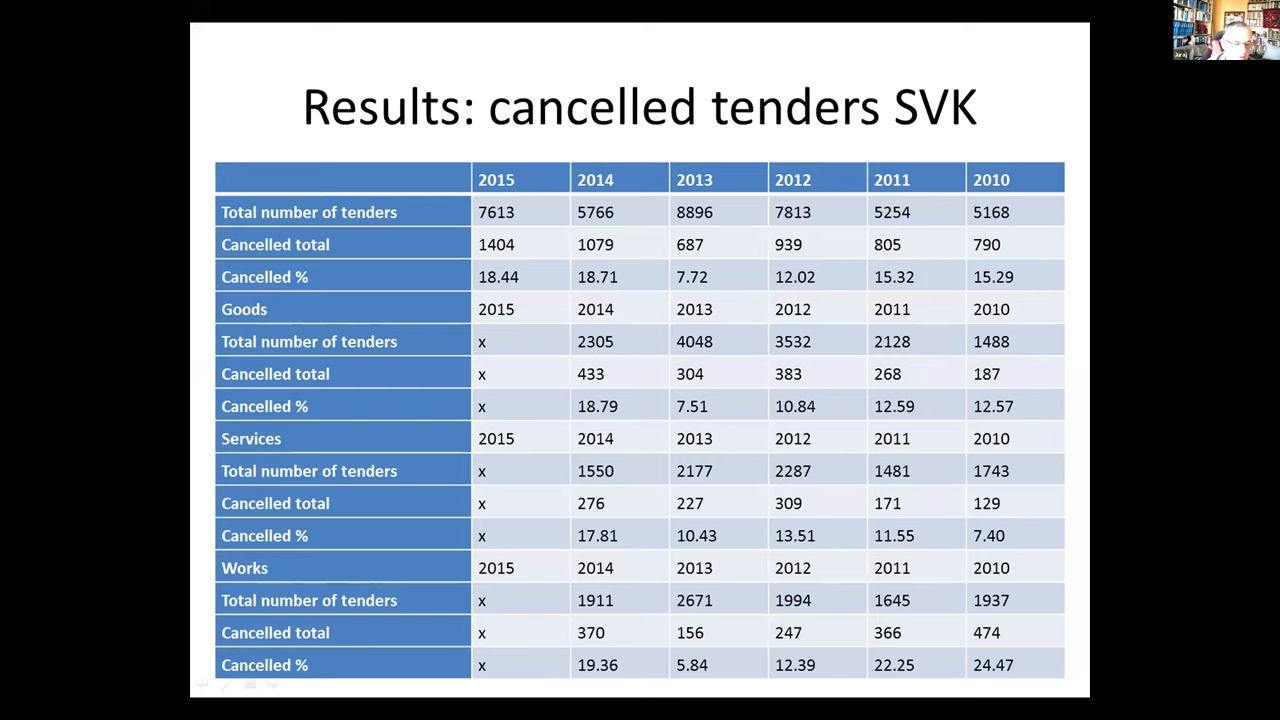 Results: cancelled tenders SVK
2015 2014 2013 2012 2011 2010
Total number of tenders 7613 5766 8896 7813 5254 5168
Cancelled total 1404 1079 687 939 805 790
Cancelled % 18.44 18.71 7.72 12.02 15.32 15.29
Goods 2015 2014 2013 2012 2011 2010
Total number of tenders x 2305 4048 3532 2128 1488
Cancelled total x 433 304 383 268 187
Cancelled % x 18.79 7.51 10.84 12.59 12.57
Services 2015 2014 2013 2012 2011 2010
Total number of tenders x 1550 2177 2287 1481 1743
Cancelled total x 276 227 309 171 129
Cancelled % x 17.81 10.43 13.51 11.55 7.40
Works 2015 2014 2013 2012 2011 2010
Total number of tenders x 1911 2671 1994 1645 1937
Cancelled total x 370 156 247 366 474
Cancelled % x 19.36 5.84 12.39 22.25 24.47